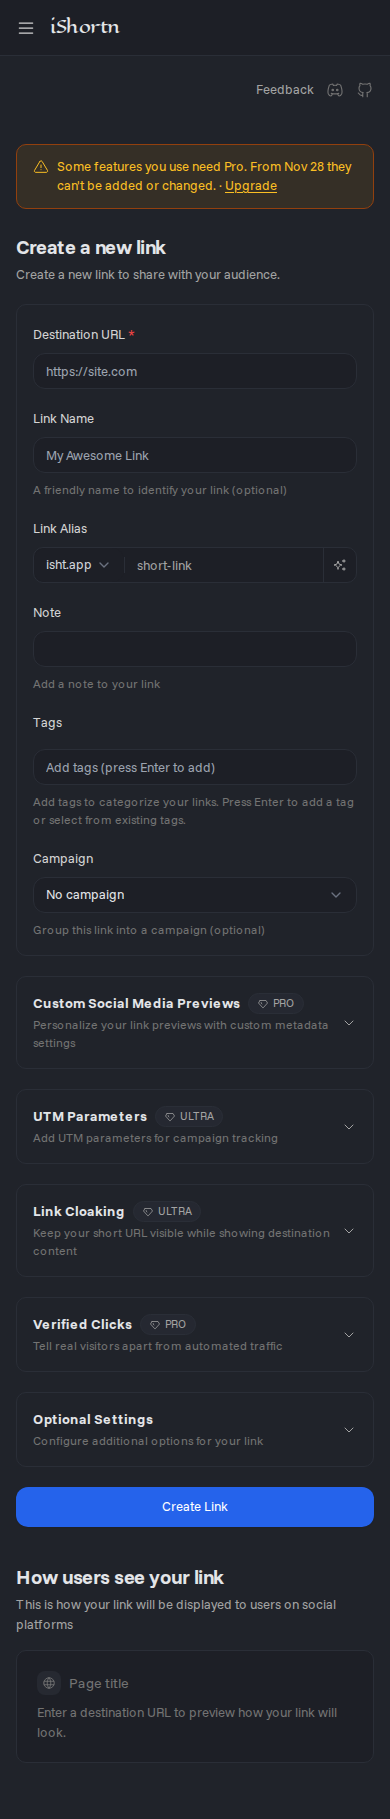 iShortn
Feedback
Some features you use need Pro. From Nov 28 they
can't be added or changed. · Upgrade
Create a new link
Create a new link to share with your audience.
Destination URL *
https://site.com
Link Name
My Awesome Link
A friendly name to identify your link (optional)
Link Alias
isht.app
short-link
Note
Add a note to your link
Tags
Add tags (press Enter to add)
Add tags to categorize your links. Press Enter to add a tag
or select from existing tags.
Campaign
No campaign
Group this link into a campaign (optional)
Custom Social Media Previews PRO
Personalize your link previews with custom metadata
settings
UTM Parameters ULTRA
Add UTM parameters for campaign tracking
Link Cloaking ULTRA
Keep your short URL visible while showing destination
content
Verified Clicks PRO
Tell real visitors apart from automated traffic
Optional Settings
Configure additional options for your link
Create Link
How users see your link
This is how your link will be displayed to users on social
platforms
Page title
Enter a destination URL to preview how your link will
look.